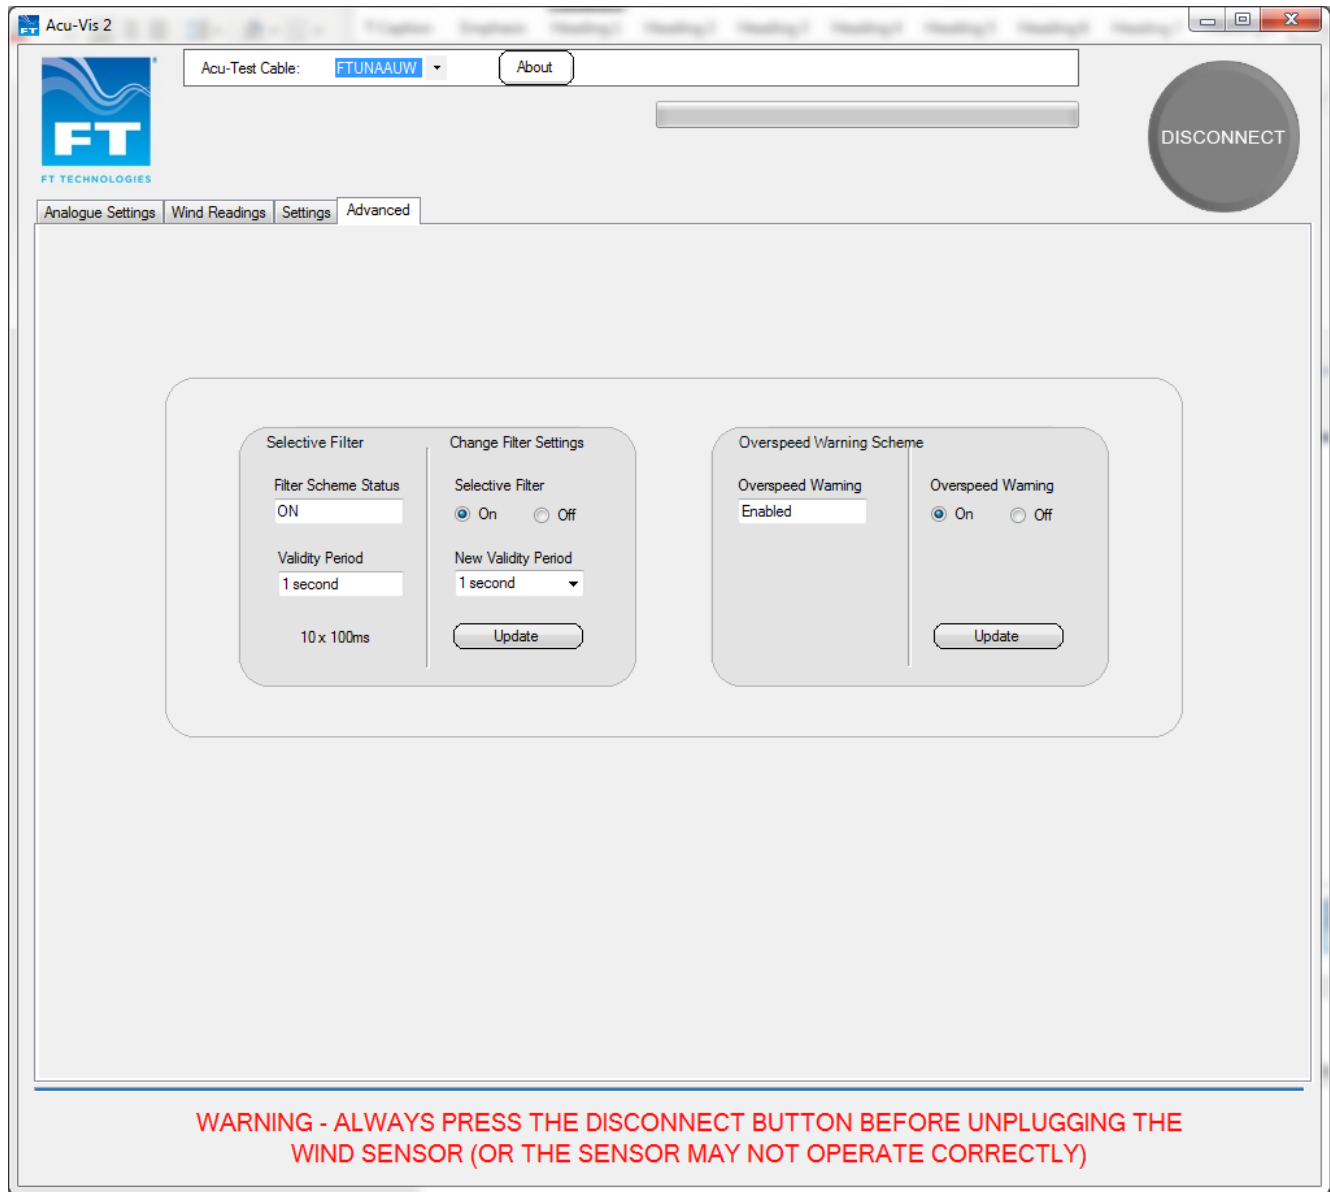 Acu-Vis 2
Acu-Test Cable: FTUNAAUW About
FT
FT TECHNOLOGIES
DISCONNECT
Analogue Settings Wind Readings Settings Advanced
Selective Filter Change Filter Settings Overspeed Warning Scheme
Filter Scheme Status Selective Filter Overspeed Warning Overspeed Warning
ON On Off Enabled On Off
Validity Period New Validity Period
1 second 1 second
10 x 100ms Update Update
WARNING - ALWAYS PRESS THE DISCONNECT BUTTON BEFORE UNPLUGGING THE
WIND SENSOR (OR THE SENSOR MAY NOT OPERATE CORRECTLY)